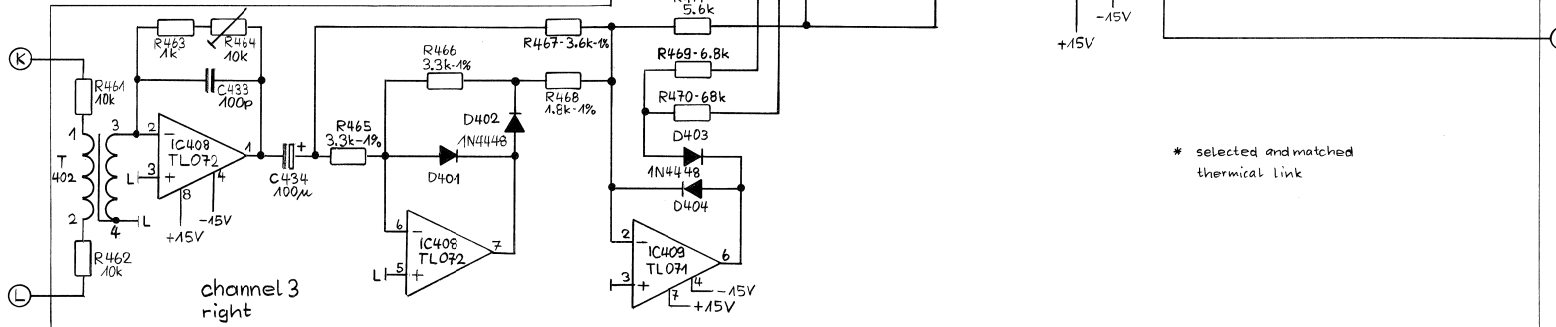 5.6k
-15V
+15V
K
R463
1k
R464
10k
R467-3.6k-1%
R466
3.3k-1%
R469-6.8k
R461
10k
C433
100p
R468
1.8k-1%
R470-68k
1
3
2
-
IC408
TL072
1
+
R465
3.3k-1%
D402
1N4448
D403
* selected and matched
thermical link
T
402
L
3
+
4
8
C434
100µ
D401
1N4448
D404
2
4
L
-15V
+15V
6
-
IC408
TL072
7
2
-
IC409
TL071
6
R462
10k
L
5
+
3
+
4
-15V
7
+15V
L
channel 3
right